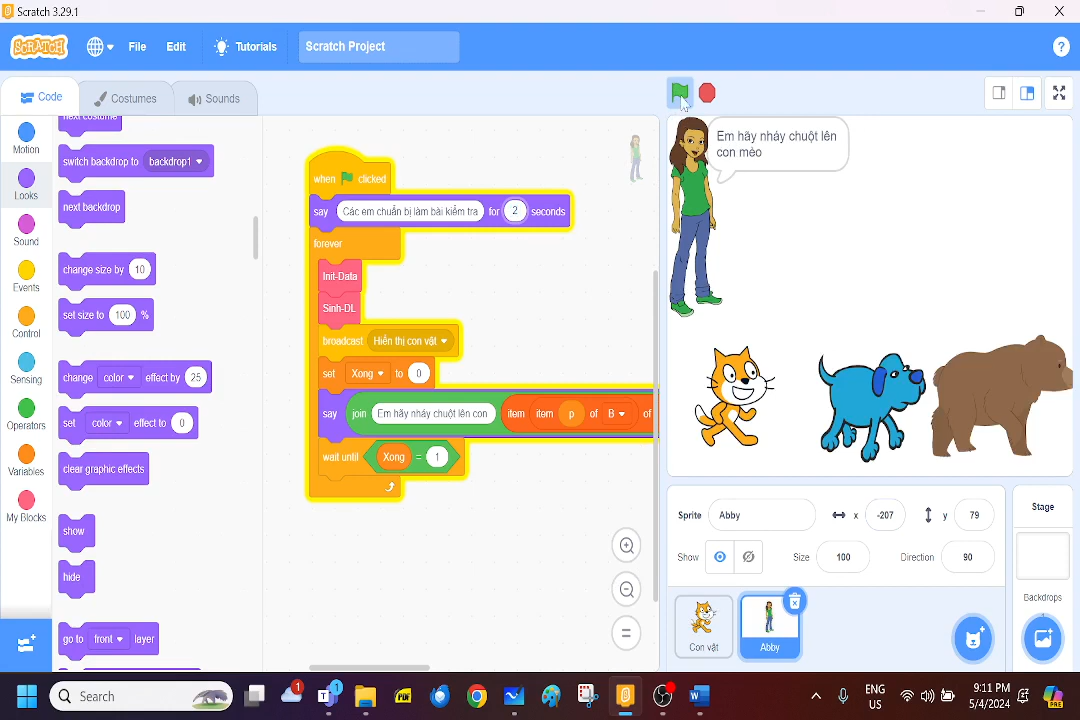 Scratch 3.29.1
SCRATCH
File
Edit
Tutorials
Scratch Project
?
Code
Costumes
Sounds
Motion
Looks
Sound
Events
Control
Sensing
Operators
Variables
My Blocks
switch backdrop to backdrop1
next backdrop
change size by 10
set size to 100 %
change color effect by 25
set color effect to 0
clear graphic effects
show
hide
go to front layer
when clicked
say Các em chuẩn bị làm bài kiểm tra for 2 seconds
forever
Init-Data
Sinh-DL
broadcast Hiển thị con vật
set Xong to 0
say join Em hãy nháy chuột lên con item item p of B of
wait until Xong = 1
Em hãy nháy chuột lên
con mèo
Sprite Abby x -207 y 79
Show Size 100 Direction 90
Con vật
Abby
Stage
Backdrops
1
Search
1
1
PDF
ENG
US
9:11 PM
5/4/2024
PRE